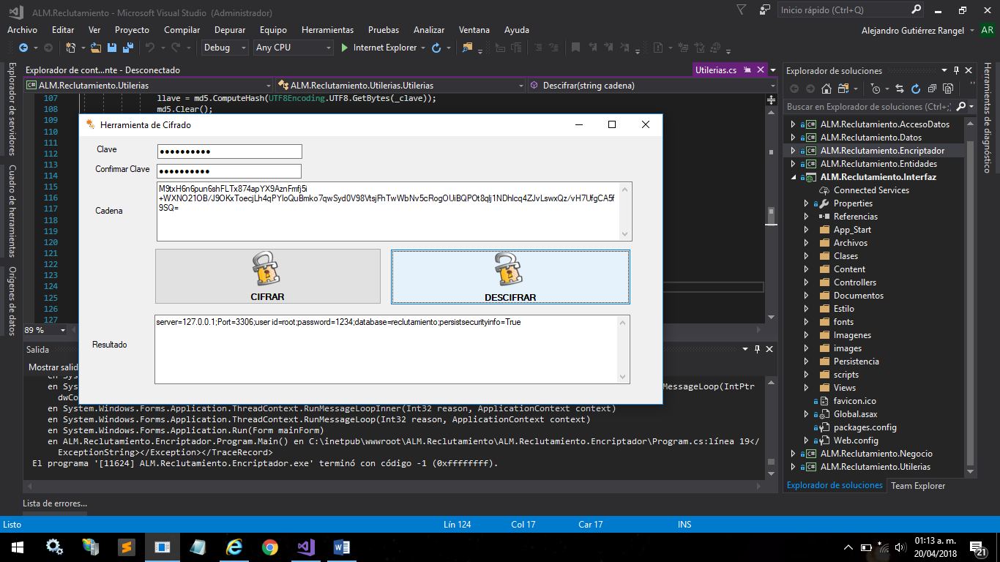 ALM.Reclutamiento - Microsoft Visual Studio (Administrador)
Inicio rápido (Ctrl+Q)
Archivo Editar Ver Proyecto Compilar Depurar Equipo Herramientas Pruebas Analizar Ventana Ayuda
Alejandro Gutiérrez Rangel AR
Debug Any CPU Internet Explorer
Explorador de servidores
Cuadro de herramientas
Orígenes de datos
Explorador de cont...nte - Desconectado
Utilerias.cs
ALM.Reclutamiento.Utilerias
ALM.Reclutamiento.Utilerias.Utilerias
Descifrar(string cadena)
107 llave = md5.ComputeHash(UTF8Encoding.UTF8.GetBytes(_clave));
108 md5.Clear();
109
110
111
112
113
114
115
116
117
118
119
120
121
122
123
124
125
126
127
89 %
Herramienta de Cifrado
Clave
Confirmar Clave
Cadena
M9txH6n6pun6shFLTx874apYX9AznFmfj5i
+WXNO21OB/J9OKxToecjLh4qPYIoQuBmko7qwSyd0V98VtsjFhTwWbNv5cRogOUiBQPOt8qlj1NDhIcq4ZJvLswxQz/vH7UfgCA5f
9SQ=
CIFRAR
DESCIFRAR
Resultado
server=127.0.0.1;Port=3306;user id=root;password=1234;database=reclutamiento;persistsecurityinfo=True
Salida
Mostrar salid
en Sys
en Sys
MessageLoop(IntPtr
dwCo
en System.Windows.Forms.Application.ThreadContext.RunMessageLoopInner(Int32 reason, ApplicationContext context)
en System.Windows.Forms.Application.ThreadContext.RunMessageLoop(Int32 reason, ApplicationContext context)
en System.Windows.Forms.Application.Run(Form mainForm)
en ALM.Reclutamiento.Encriptador.Program.Main() en C:\inetpub\wwwroot\ALM.Reclutamiento\ALM.Reclutamiento.Encriptador\Program.cs:línea 19</
ExceptionString></Exception></TraceRecord>
El programa '[11624] ALM.Reclutamiento.Encriptador.exe' terminó con código -1 (0xffffffff).
Lista de errores...
Explorador de soluciones
Buscar en Explorador de soluciones (Ctrl+;)
ALM.Reclutamiento.AccesoDatos
ALM.Reclutamiento.Datos
ALM.Reclutamiento.Encriptador
ALM.Reclutamiento.Entidades
ALM.Reclutamiento.Interfaz
Connected Services
Properties
Referencias
App_Start
Archivos
Clases
Content
Controllers
Documentos
Estilo
fonts
Imagenes
images
Persistencia
scripts
Views
favicon.ico
Global.asax
packages.config
Web.config
ALM.Reclutamiento.Negocio
ALM.Reclutamiento.Utilerias
Explorador de soluciones Team Explorer
Herramientas de diagnóstico
Listo Lín 124 Col 17 Car 17 INS
01:13 a. m.
20/04/2018
21